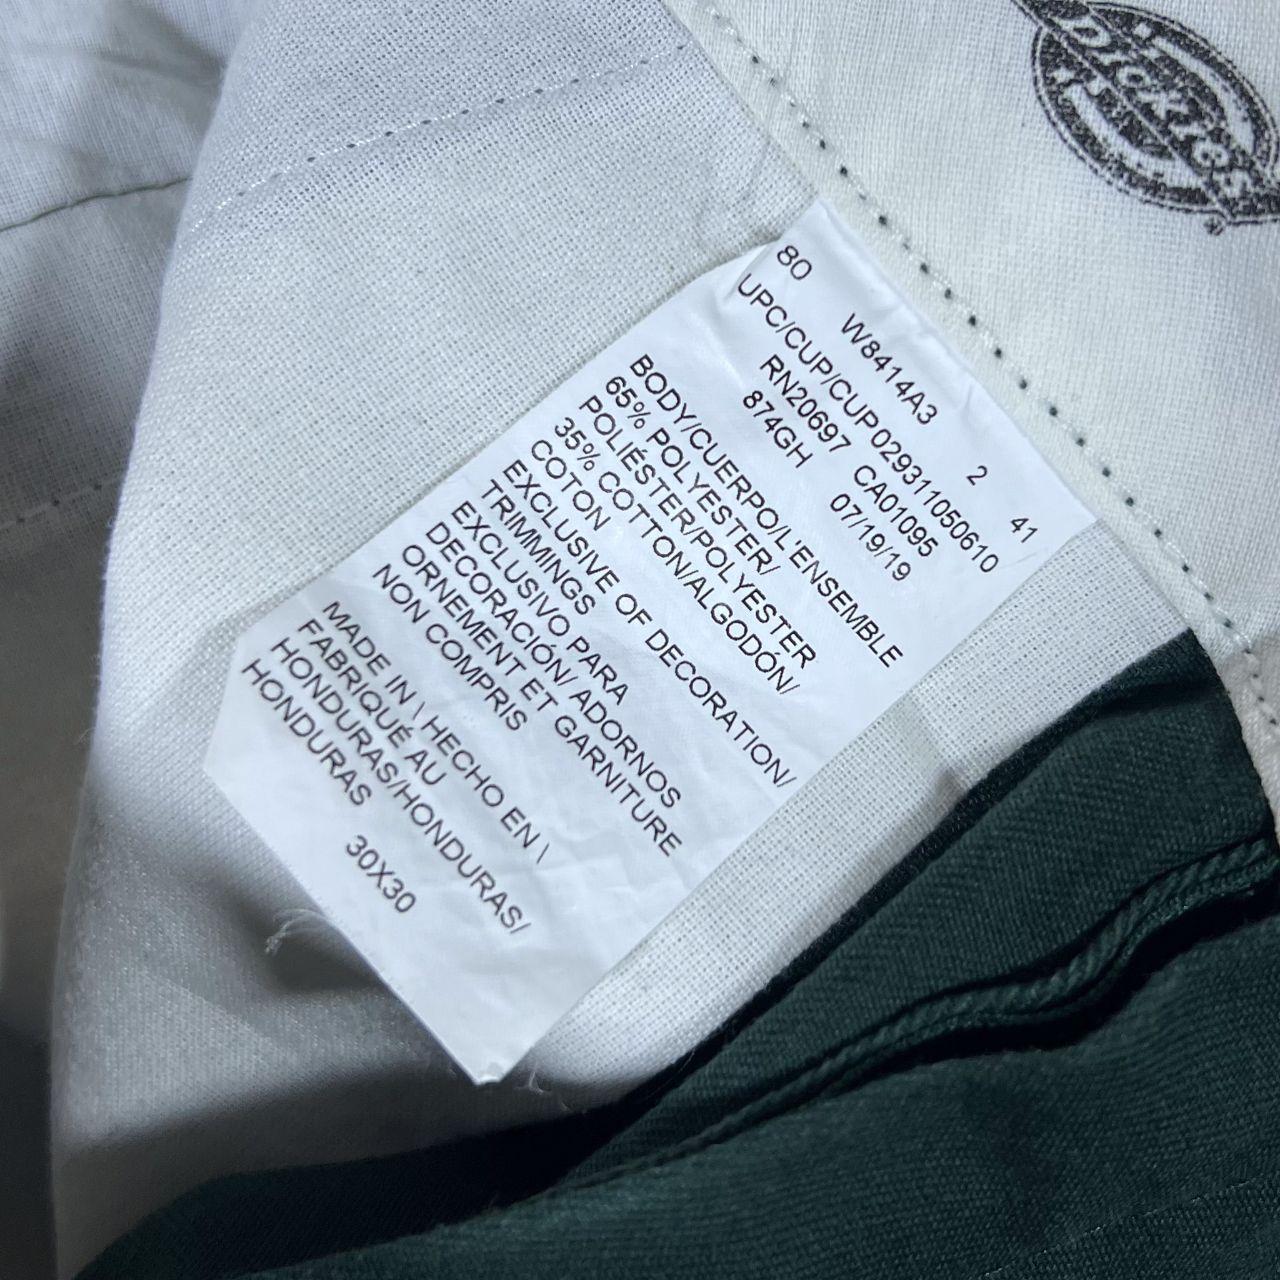 Dickies
80 W8414A3 2 41
UPC/CUP/CUP 029311050610
RN20697 CA01095
874GH 07/19/19
BODY/CUERPO/L'ENSEMBLE
65% POLYESTER/
POLIÉSTER/POLYESTER
35% COTTON/ALGODÓN/
COTON
EXCLUSIVE OF DECORATION/
TRIMMINGS
EXCLUSIVO PARA
DECORACIÓN/ ADORNOS
ORNEMENT ET GARNITURE
NON COMPRIS
MADE IN \ HECHO EN \
FABRIQUÉ AU
HONDURAS/HONDURAS/
HONDURAS
30X30